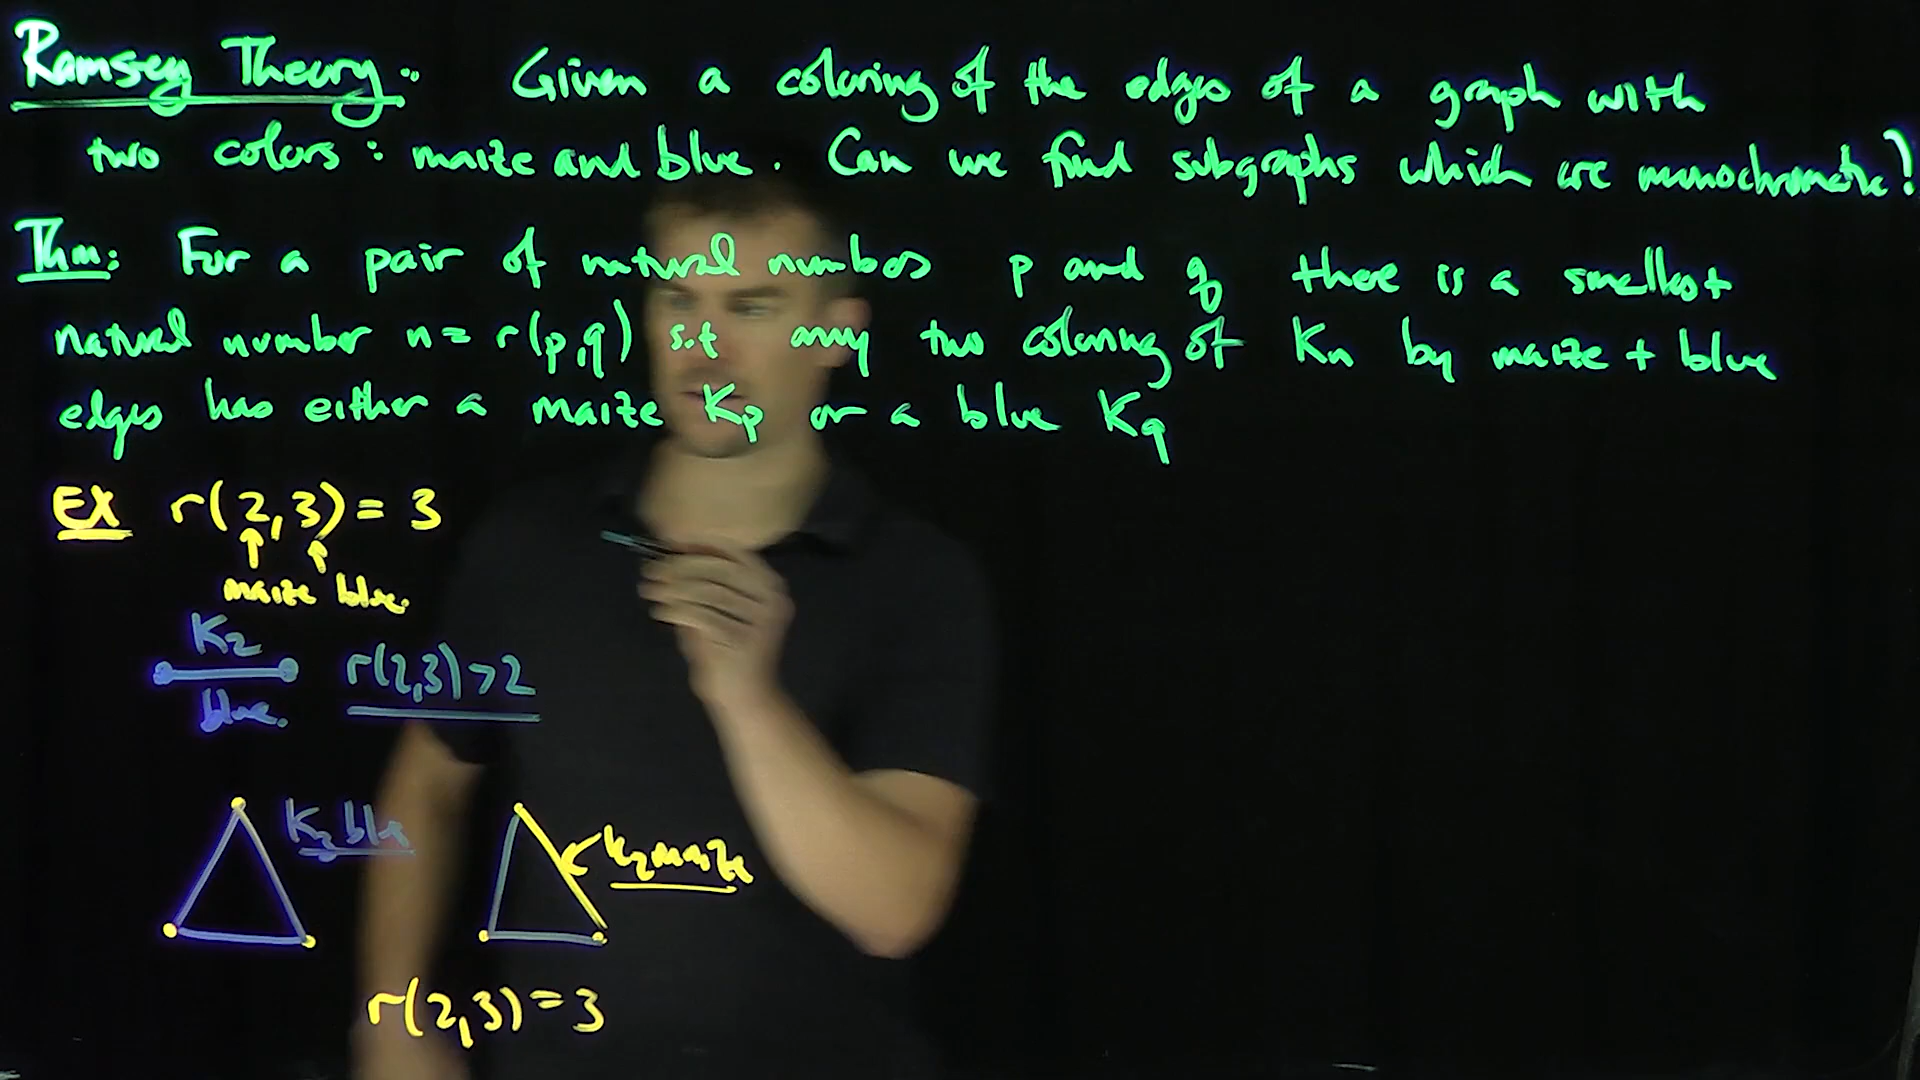 Ramsey Theory: Given a coloring of the edges of a graph with
two colors: maize and blue. Can we find subgraphs which are monochromatic?
Thm: For a pair of natural numbers p and q there is a smallest
natural number n = r(p,q) s.t any two coloring of Kn by maize + blue
edges has either a maize Kp or a blue Kq
EX r(2,3) = 3
maize blue.
K2
blue.
r(2,3) > 2
K3 blue
K2 maize
r(2,3) = 3